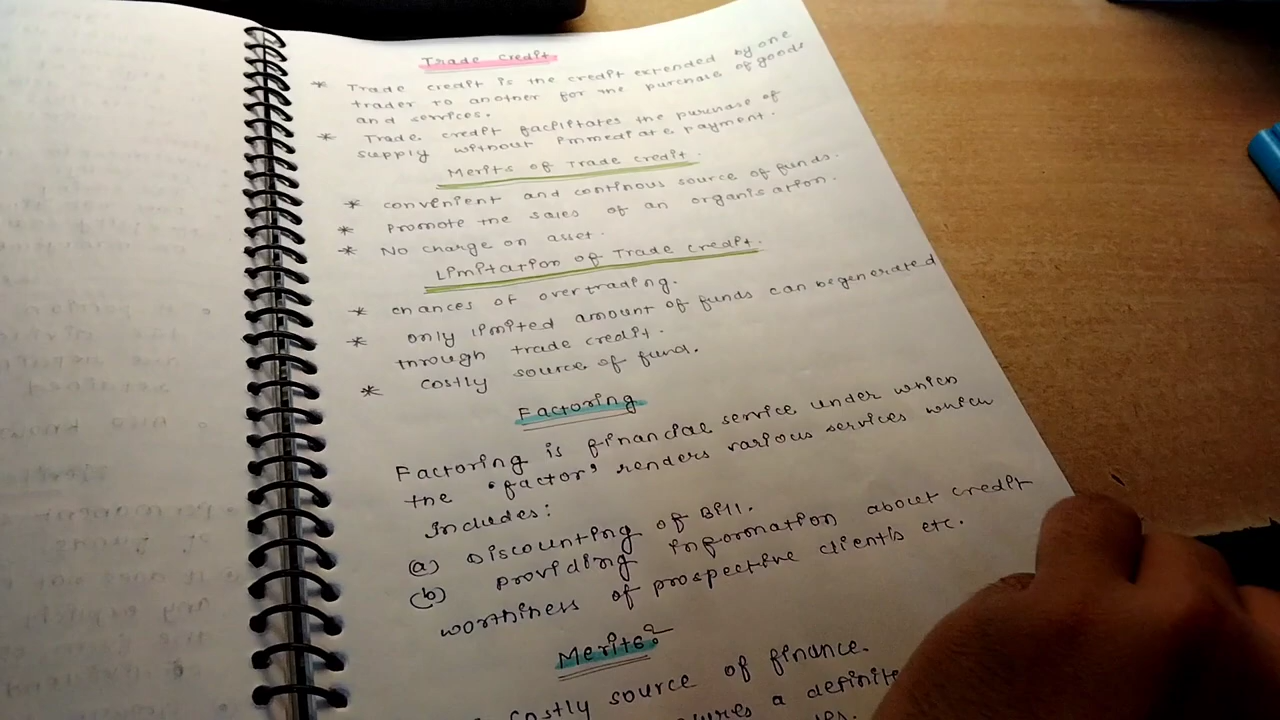 Trade Credit
* Trade credit is the credit extended by one
trader to another for the purchase of goods
and services.
* Trade credit facilitates the purchase of
supply without immediate payment.
Merits of Trade credit.
* convenient and continous source of funds.
* Promote the sales of an organisation.
* No charge on asset.
Limitation of Trade credit.
* chances of overtrading.
* only limited amount of funds can be generated
through trade credit.
* costly source of fund.
Factoring
Factoring is financial service under which
the 'factor' renders various services which
includes:
(a) Discounting of Bill.
(b) providing information about credit
worthiness of prospective client's etc.
Merits?
costly source of finance.
a definite